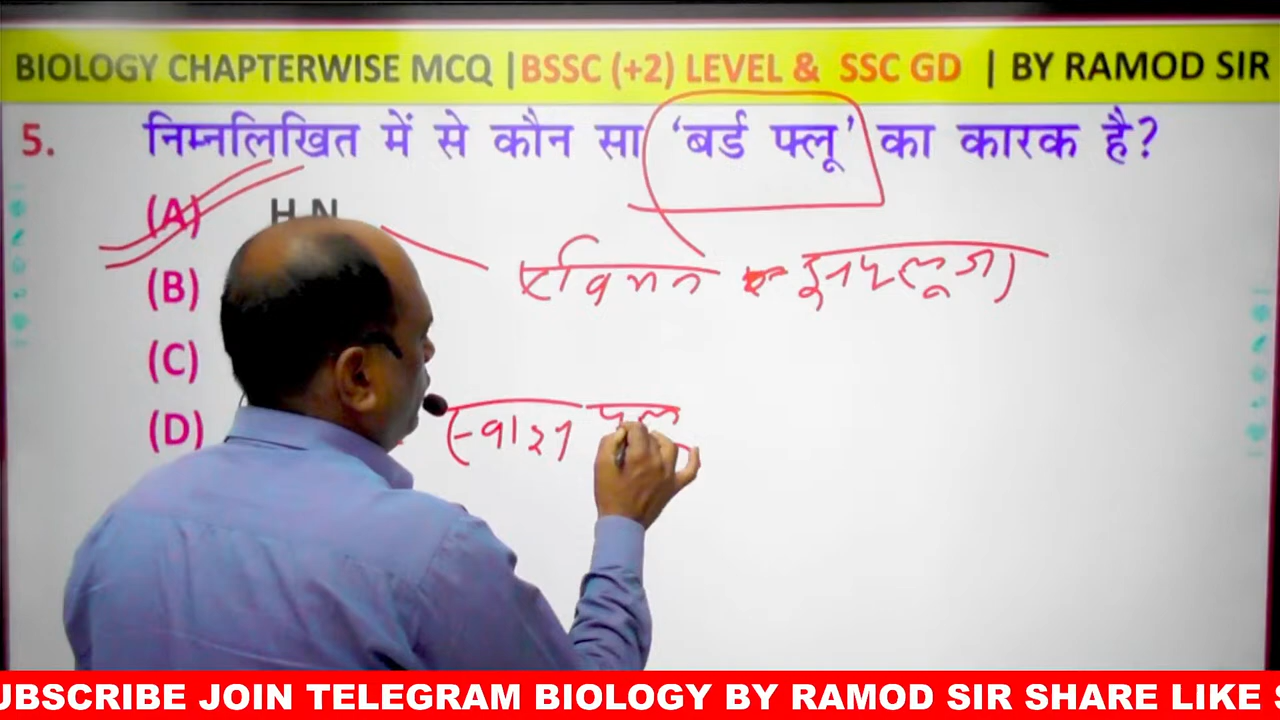 BIOLOGY CHAPTERWISE MCQ | BSSC (+2) LEVEL & SSC GD | BY RAMOD SIR
5. निम्नलिखित में से कौन सा 'बर्ड फ्लू' का कारक है?
(A) H N
(B)
(C)
(D)
UBSCRIBE JOIN TELEGRAM BIOLOGY BY RAMOD SIR SHARE LIKE S